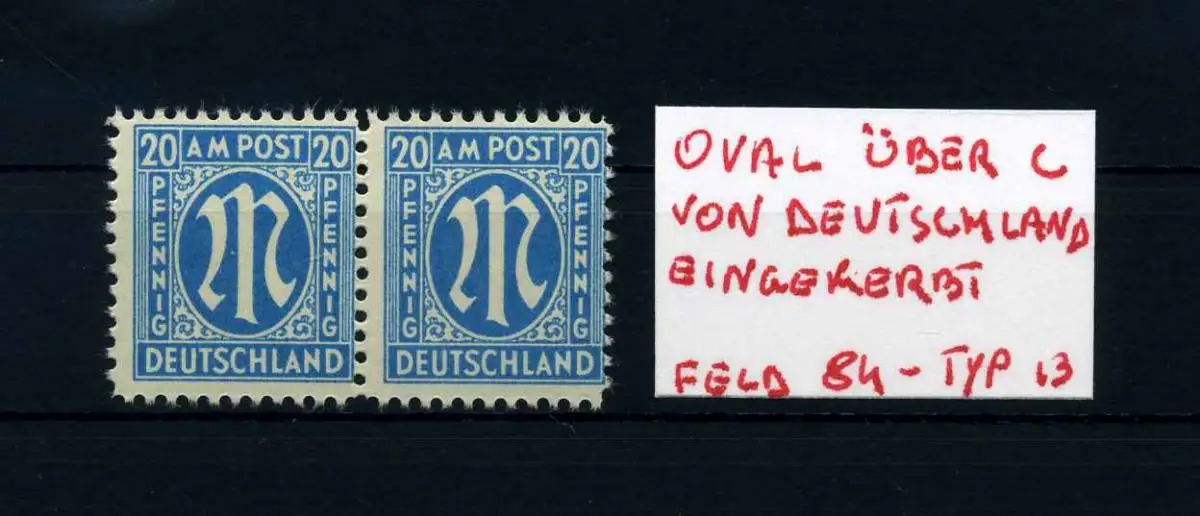 20 AM POST 20
PFENNIG
M
PFENNIG
DEUTSCHLAND
20 AM POST 20
PFENNIG
M
PFENNIG
DEUTSCHLAND
OVAL ÜBER C
VON DEUTSCHLAND
EINGEKERBT
FELD 84 - TYP 13